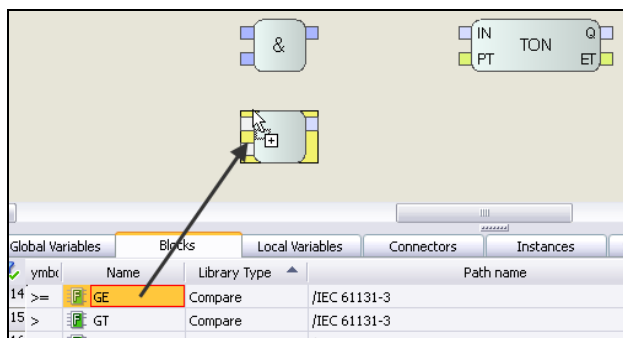 &
IN TON Q
PT ET
Global Variables Blocks Local Variables Connectors Instances
Name Library Type Path name
14 >= F GE Compare /IEC 61131-3
15 > F GT Compare /IEC 61131-3